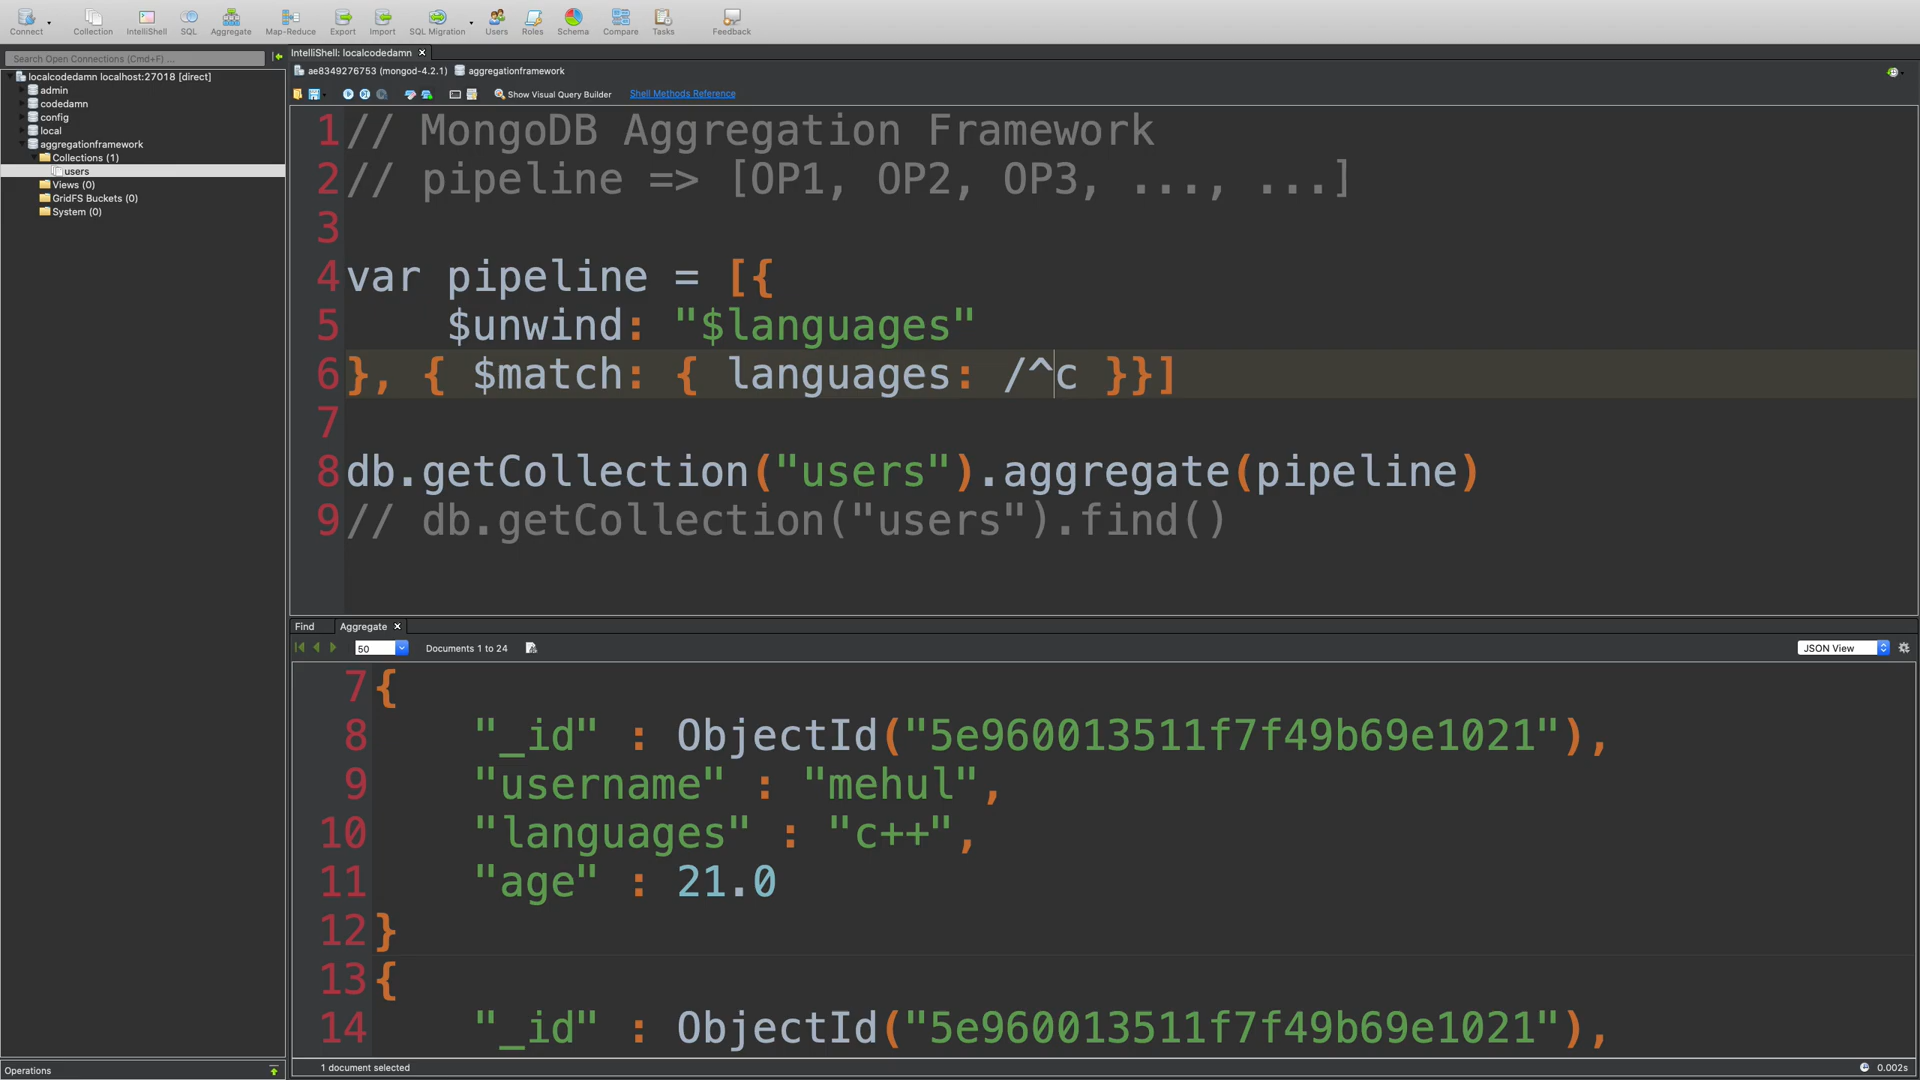 Connect
Collection
IntelliShell
SQL
Aggregate
Map-Reduce
Export
Import
SQL Migration
Users
Roles
Schema
Compare
Tasks
Feedback
Search Open Connections (Cmd+F) ...
IntelliShell: localcodedamn
localcodedamn localhost:27018 [direct]
admin
codedamn
config
local
aggregationframework
Collections (1)
users
Views (0)
GridFS Buckets (0)
System (0)
ae8349276753 (mongod-4.2.1) aggregationframework
Show Visual Query Builder Shell Methods Reference
1 // MongoDB Aggregation Framework
2 // pipeline => [OP1, OP2, OP3, ..., ...]
3
4 var pipeline = [{
5 $unwind: "$languages"
6 }, { $match: { languages: /^c }}]
7
8 db.getCollection("users").aggregate(pipeline)
9 // db.getCollection("users").find()
Find Aggregate
50 Documents 1 to 24 JSON View
7 {
8 "_id" : ObjectId("5e960013511f7f49b69e1021"),
9 "username" : "mehul",
10 "languages" : "c++",
11 "age" : 21.0
12 }
13 {
14 "_id" : ObjectId("5e960013511f7f49b69e1021"),
Operations
1 document selected
0.002s